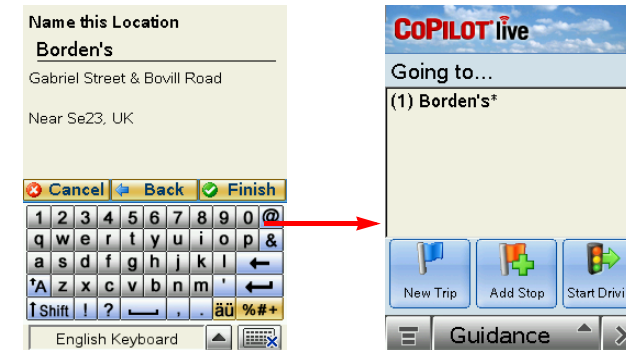 Name this Location
Borden's
Gabriel Street & Bovill Road
Near Se23, UK
Cancel Back Finish
1 2 3 4 5 6 7 8 9 0 @
q w e r t y u i o p &
a s d f g h j k l ←
↑A z x c v b n m ' ↵
↑Shift ! ? , . äü %#+
English Keyboard
CoPILOT live
Going to...
(1) Borden's*
New Trip Add Stop Start Drivi
Guidance